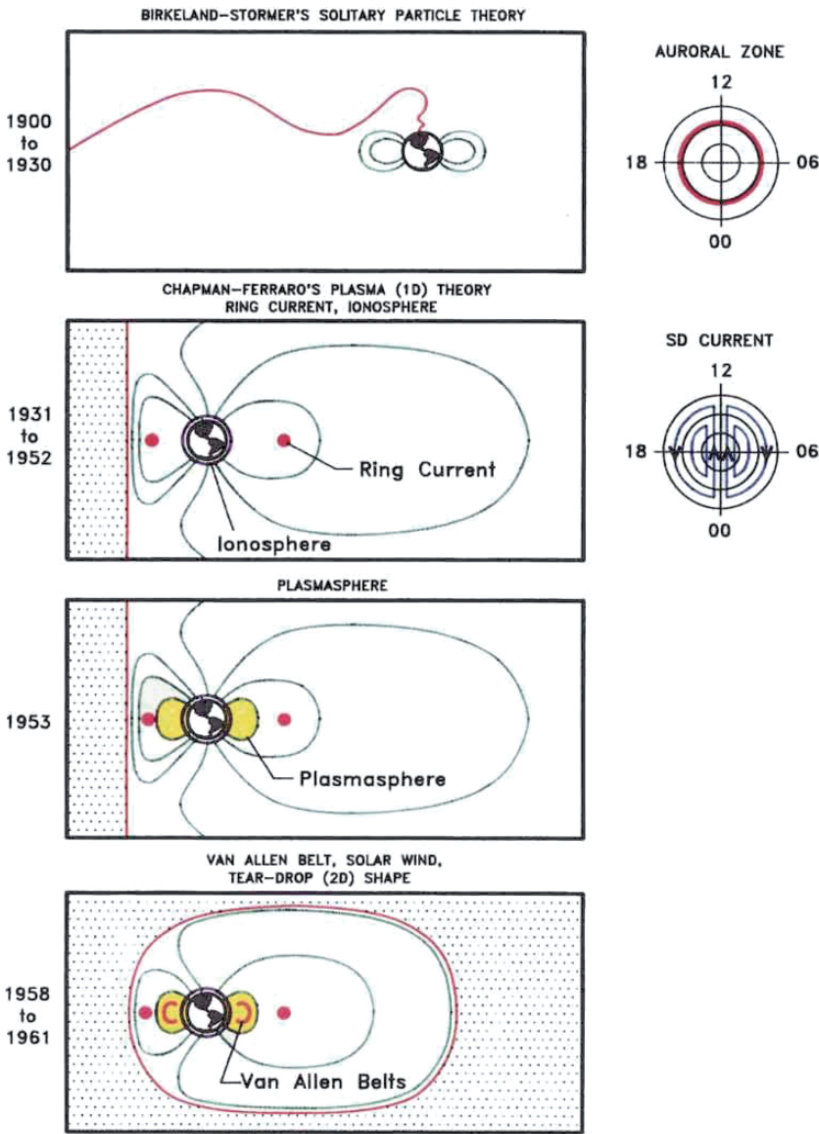 BIRKELAND-STORMER'S SOLITARY PARTICLE THEORY
1900
to
1930
AURORAL ZONE
12
18
06
00
CHAPMAN-FERRARO'S PLASMA (1D) THEORY
RING CURRENT, IONOSPHERE
1931
to
1952
Ring Current
Ionosphere
SD CURRENT
12
18
06
00
PLASMASPHERE
1953
Plasmasphere
VAN ALLEN BELT, SOLAR WIND,
TEAR-DROP (2D) SHAPE
1958
to
1961
Van Allen Belts